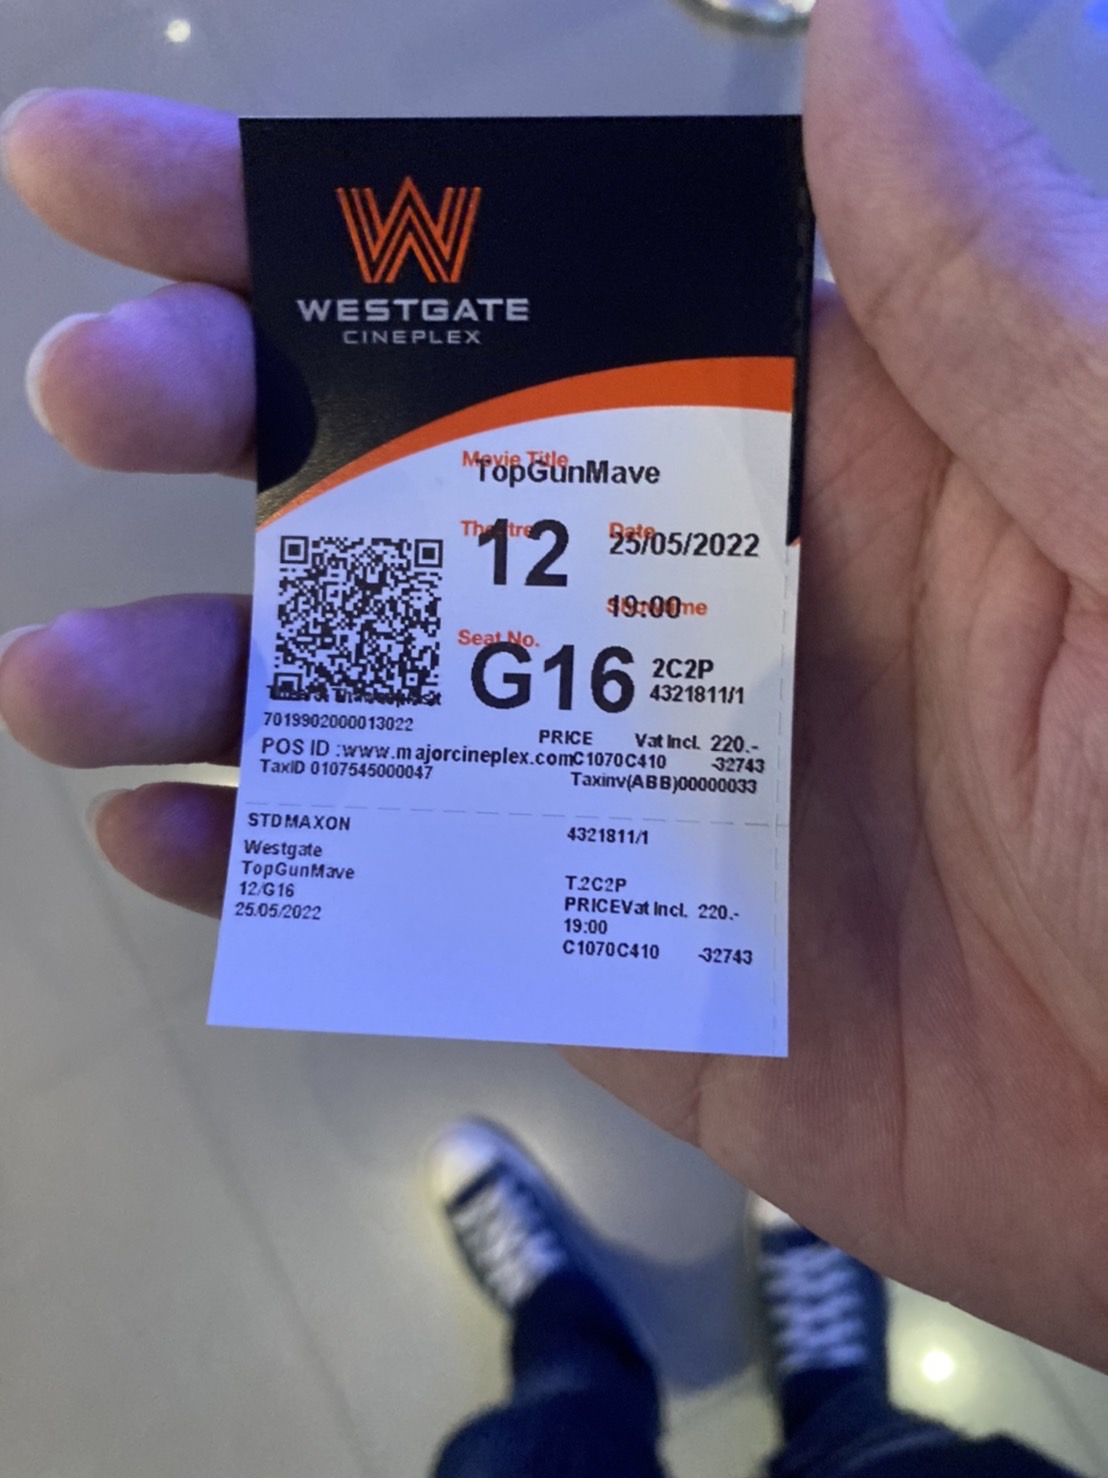 WESTGATE
CINEPLEX
Movie Title
TopGunMave
Theatre
12
Date
25/05/2022
Showtime
19:00
Seat No.
G16
2C2P
4321811/1
7019902000013022
PRICE Vat Incl. 220.-
POS ID :www.majorcineplex.comC1070C410 -32743
TaxID 0107545000047
Taxinv(ABB)00000033
STDMAXON 4321811/1
Westgate
TopGunMave T.2C2P
12/G16 PRICEVat Incl. 220.-
25/05/2022 19:00
C1070C410 -32743